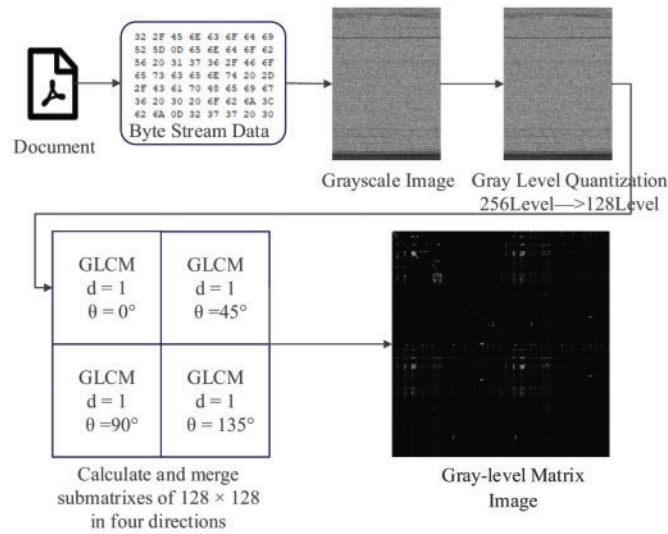 32 2F 45 6E 63 6F 64 69
52 5D 0D 65 6E 64 6F 62
56 20 31 37 36 2F 46 6F
65 73 63 65 6E 74 20 2D
2F 43 61 70 48 65 69 67
36 20 30 20 6F 62 6A 3C
62 6A 0D 32 37 37 20 30
Byte Stream Data
Document
Grayscale Image
Gray Level Quantization
256Level—>128Level
GLCM
d = 1
θ = 0°
GLCM
d = 1
θ =45°
GLCM
d = 1
θ =90°
GLCM
d = 1
θ = 135°
Calculate and merge
submatrixes of 128 × 128
in four directions
Gray-level Matrix
Image